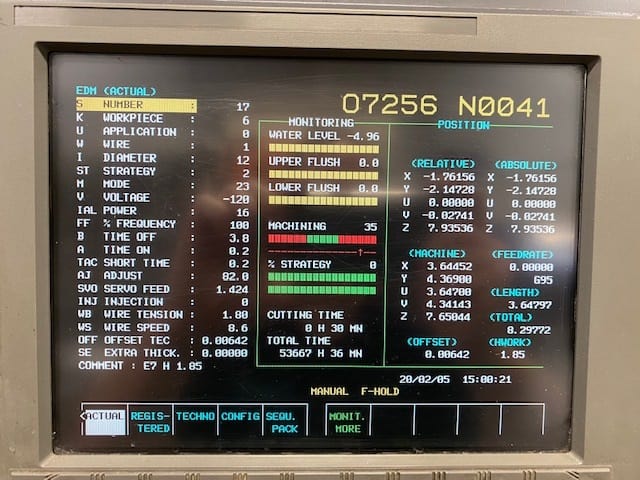 EDM (ACTUAL)
O7256 N0041
S NUMBER : 17
K WORKPIECE : 6
U APPLICATION : 0
W WIRE : 1
I DIAMETER : 12
ST STRATEGY : 2
M MODE : 23
V VOLTAGE : -120
IAL POWER : 16
FF % FREQUENCY : 100
B TIME OFF : 3.8
A TIME ON : 0.2
TAC SHORT TIME : 0.2
AJ ADJUST : 82.0
SVO SERVO FEED : 1.424
INJ INJECTION : 0
WB WIRE TENSION : 1.00
WS WIRE SPEED : 8.6
OFF OFFSET TEC : 0.00642
SE EXTRA THICK. : 0.00000
COMMENT : E7 H 1.85
MONITORING
WATER LEVEL -4.96
UPPER FLUSH 0.0
LOWER FLUSH 0.0
MACHINING 35
% STRATEGY 0
CUTTING TIME
0 H 30 MN
TOTAL TIME
53667 H 36 MN
POSITION
(RELATIVE) (ABSOLUTE)
X -1.76156 X -1.76156
Y -2.14728 Y -2.14728
U 0.00000 U 0.00000
V -0.02741 V -0.02741
Z 7.93536 Z 7.93536
(MACHINE) (FEEDRATE)
X 3.64452 0.00000
Y 4.36900 G95
U 3.64700 (LENGTH)
V 4.34143 3.64797
Z 7.65044 (TOTAL)
8.29772
(OFFSET) (HWORK)
0.00642 1.85
20/02/05 15:00:21
MANUAL F-HOLD
ACTUAL REGIS-TERED TECHNO CONFIG SEQU. PACK MONIT. MORE